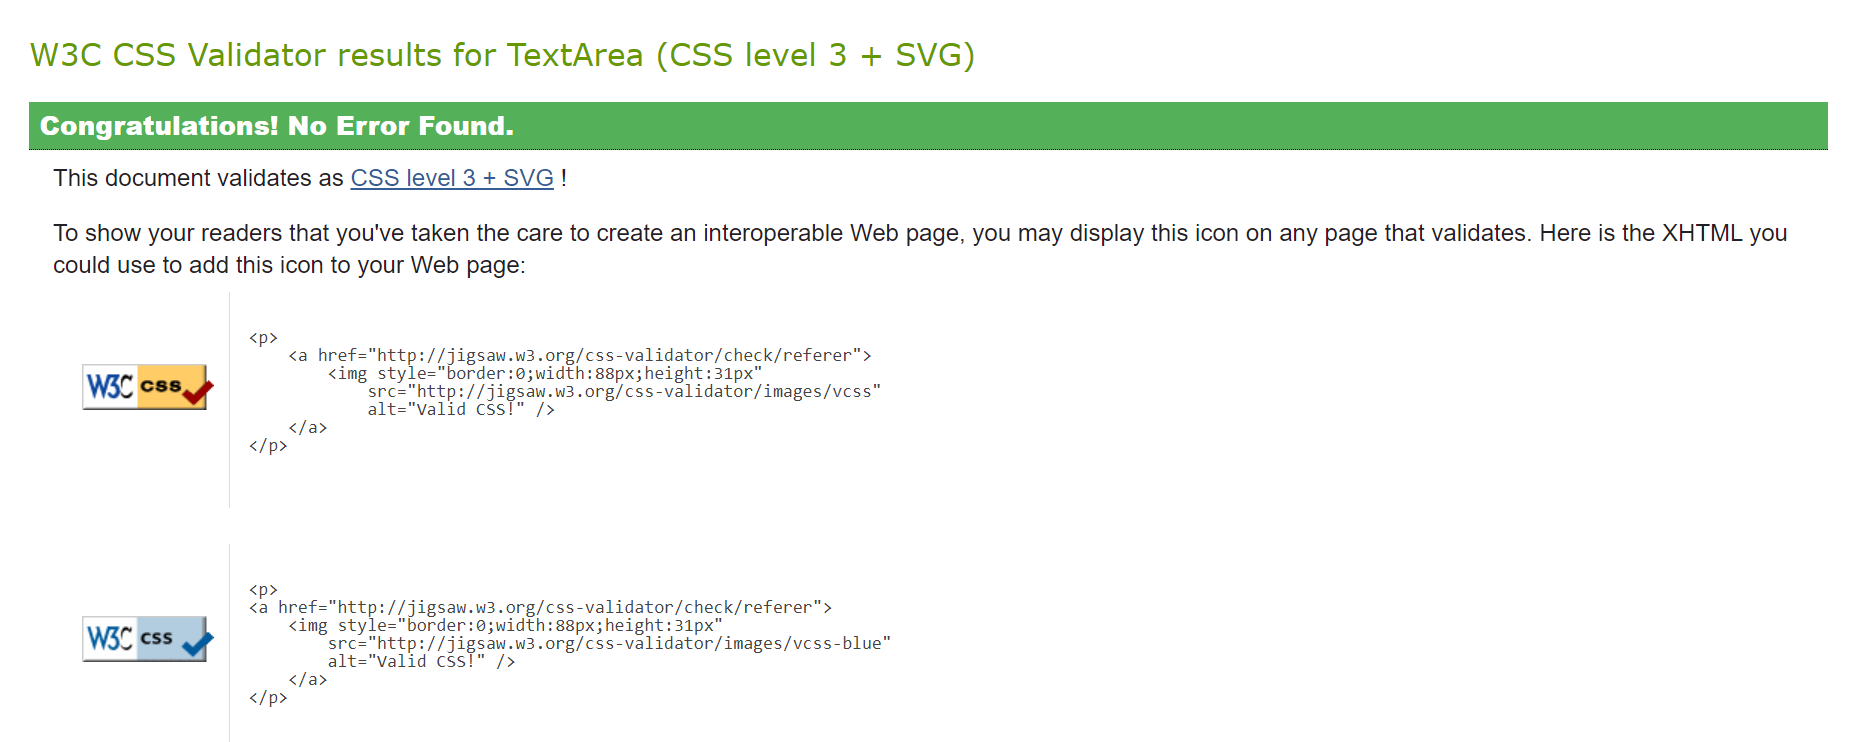 W3C CSS Validator results for TextArea (CSS level 3 + SVG)
Congratulations! No Error Found.
This document validates as CSS level 3 + SVG !
To show your readers that you've taken the care to create an interoperable Web page, you may display this icon on any page that validates. Here is the XHTML you
could use to add this icon to your Web page:
<p>
<a href="http://jigsaw.w3.org/css-validator/check/referer">
<img style="border:0;width:88px;height:31px"
W3C css
src="http://jigsaw.w3.org/css-validator/images/vcss"
alt="Valid CSS!" />
</a>
</p>
<p>
<a href="http://jigsaw.w3.org/css-validator/check/referer">
<img style="border:0;width:88px;height:31px"
W3C css
src="http://jigsaw.w3.org/css-validator/images/vcss-blue"
alt="Valid CSS!" />
</a>
</p>